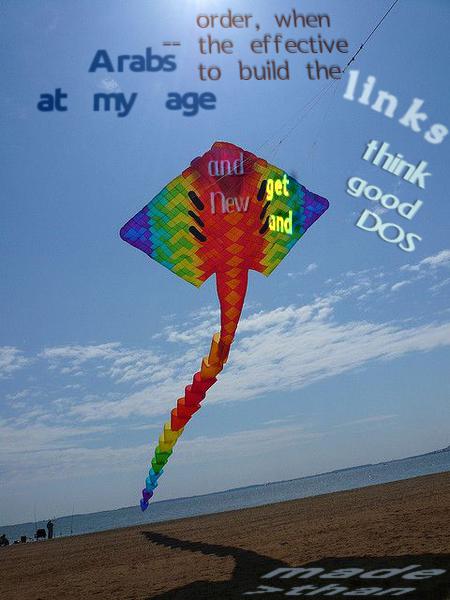 order, when
-- the effective
to build the
Arabs
at my age
links
think
good
DOS
and
New
get
and
made
>than